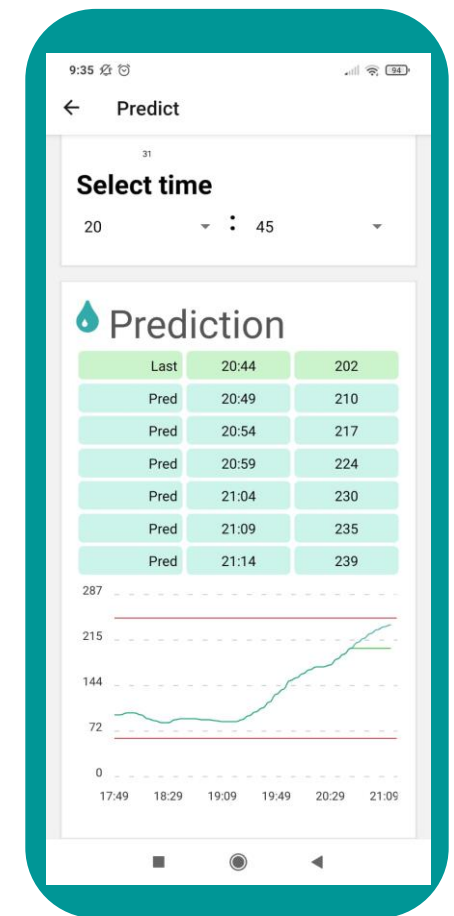 9:35 94
Predict
31
Select time
20 : 45
Prediction
Last 20:44 202
Pred 20:49 210
Pred 20:54 217
Pred 20:59 224
Pred 21:04 230
Pred 21:09 235
Pred 21:14 239
287
215
144
72
0
17:49 18:29 19:09 19:49 20:29 21:09